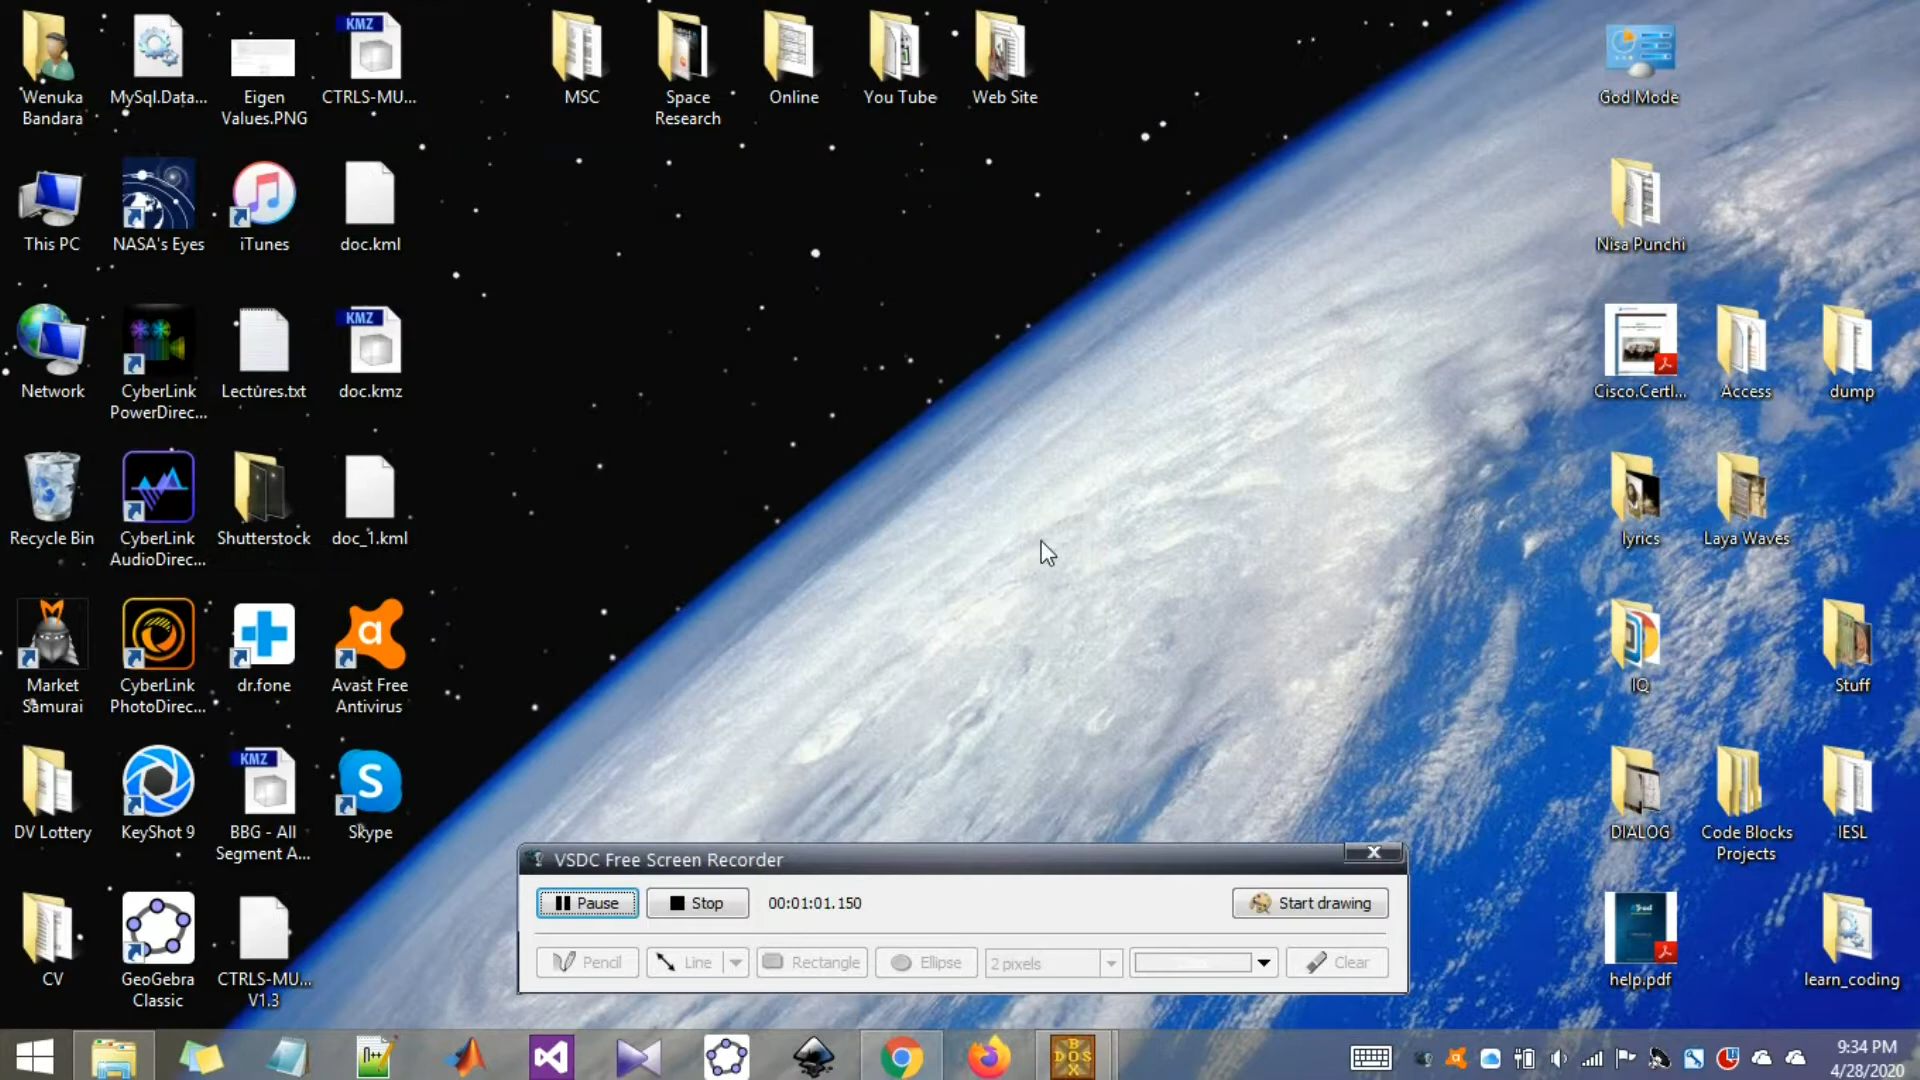 Wenuka
Bandara
MySql.Data...
Eigen
Values.PNG
KMZ
CTRLS-MU...
MSC
Space
Research
Online
You Tube
Web Site
God Mode
This PC
NASA's Eyes
iTunes
doc.kml
Nisa Punchi
Network
CyberLink
PowerDirec...
Lectures.txt
KMZ
doc.kmz
Cisco.Certl...
Access
dump
Recycle Bin
CyberLink
AudioDirec...
Shutterstock
doc_1.kml
lyrics
Laya Waves
Market
Samurai
CyberLink
PhotoDirec...
dr.fone
a
Avast Free
Antivirus
IQ
Stuff
DV Lottery
KeyShot 9
KMZ
BBG - All
Segment A...
S
Skype
DIALOG
Code Blocks
Projects
IESL
VSDC Free Screen Recorder
X
Pause
Stop
00:01:01.150
Start drawing
Pencil
Line
Rectangle
Ellipse
2 pixels
Clear
CV
GeoGebra
Classic
CTRLS-MU...
V1.3
help.pdf
learn_coding
n++
B
DOS
X
9:34 PM
4/28/2020